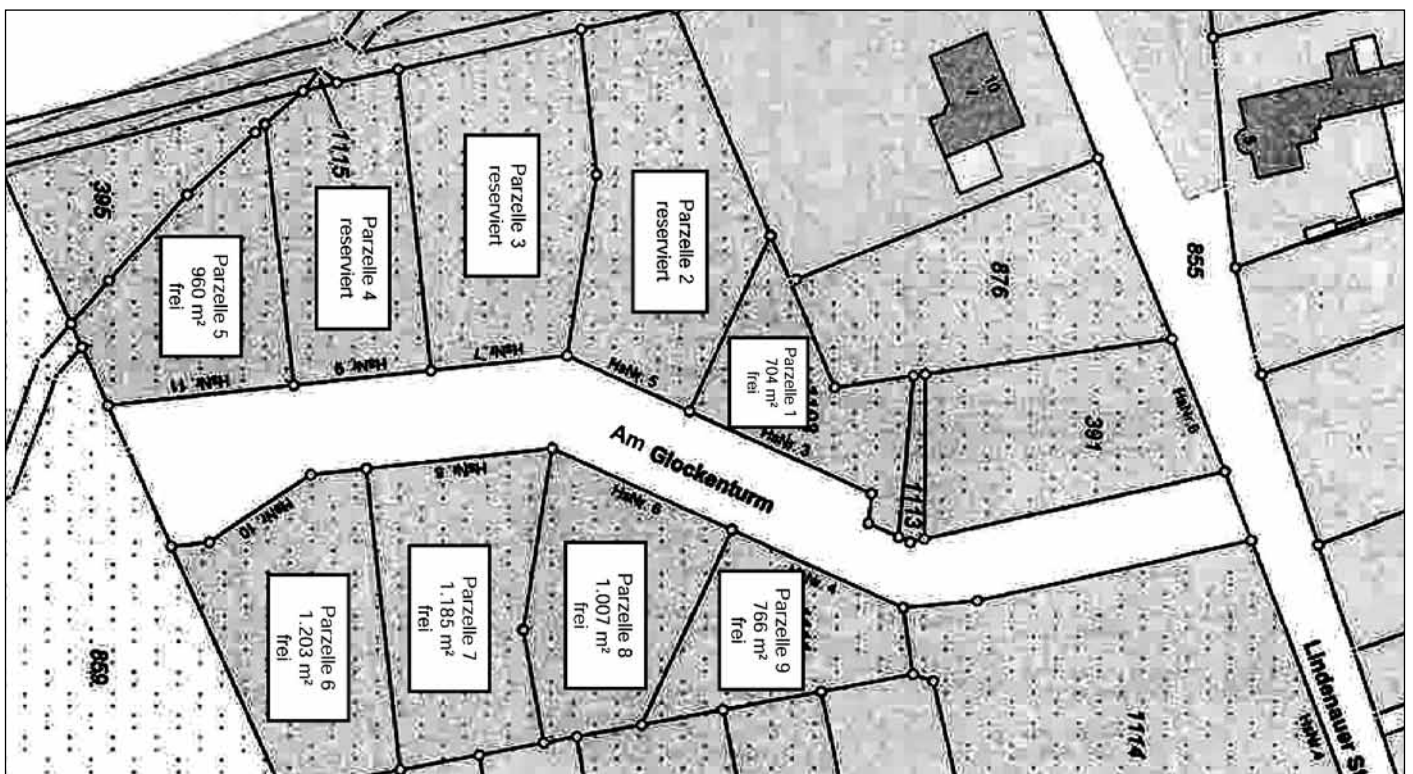 Parzelle 1
704 m²
frei
Parzelle 2
reserviert
Parzelle 3
reserviert
Parzelle 4
reserviert
Parzelle 5
960 m²
frei
Parzelle 6
1.203 m²
frei
Parzelle 7
1.185 m²
frei
Parzelle 8
1.007 m²
frei
Parzelle 9
766 m²
frei
Am Glockenturm
Lindenauer S
HsNr. 3
HsNr. 5
HsNr. 7
HsNr. 9
HsNr. 11
HsNr. 10
HsNr. 8
HsNr. 6
HsNr. 4
395
1115
876
855
391
1113
1114
869
10